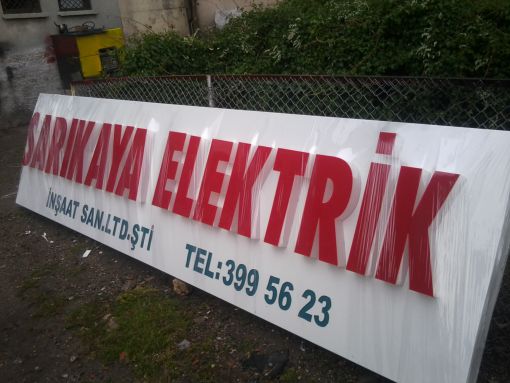 SARIKAYA ELEKTRİK
İNŞAAT SAN.LTD.ŞTİ
TEL:399 56 23